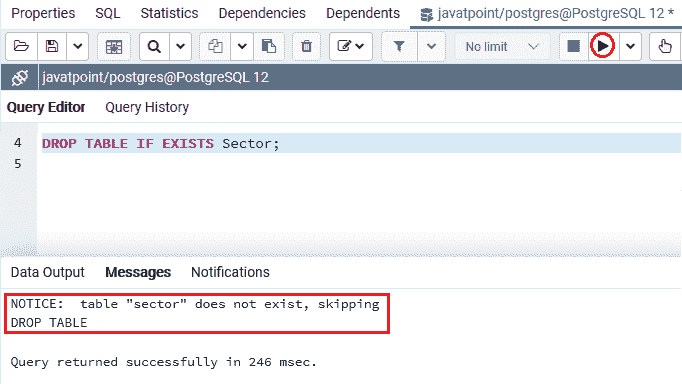 Properties SQL Statistics Dependencies Dependents javatpoint/postgres@PostgreSQL 12 *
No limit
javatpoint/postgres@PostgreSQL 12
Query Editor Query History
4 DROP TABLE IF EXISTS Sector;
5
Data Output Messages Notifications
NOTICE:  table "sector" does not exist, skipping
DROP TABLE
Query returned successfully in 246 msec.